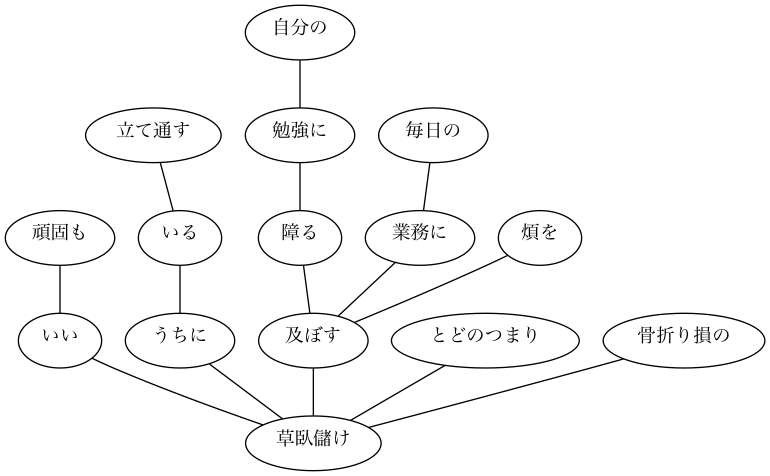 自分の
立て通す
勉強に
毎日の
頑固も
いる
障る
業務に
煩を
いい
うちに
及ぼす
とどのつまり
骨折り損の
草臥儲け